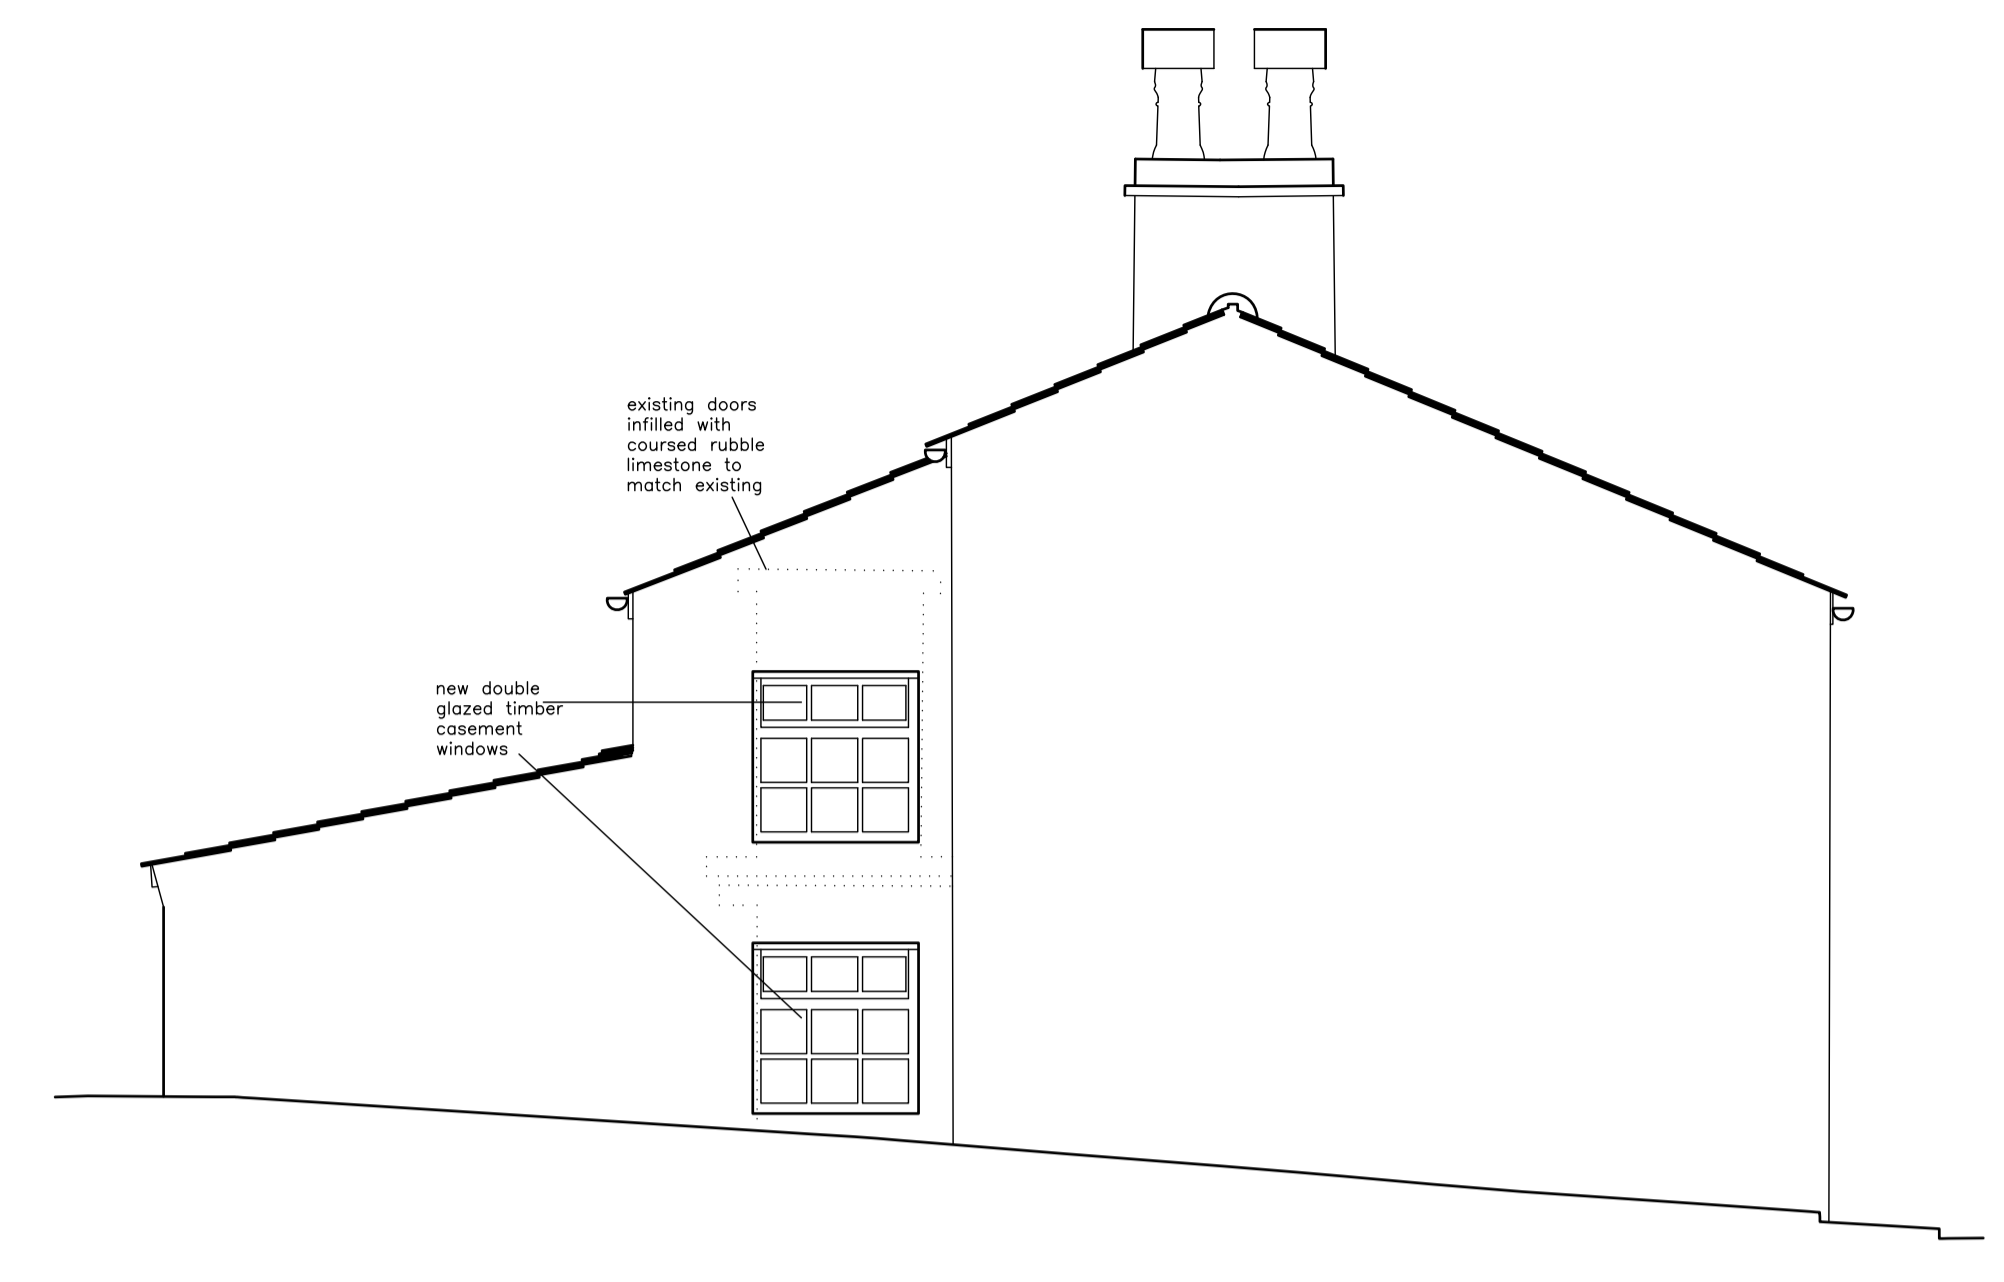 existing doors
infilled with
coursed rubble
limestone to
match existing
new double
glazed timber
casement
windows